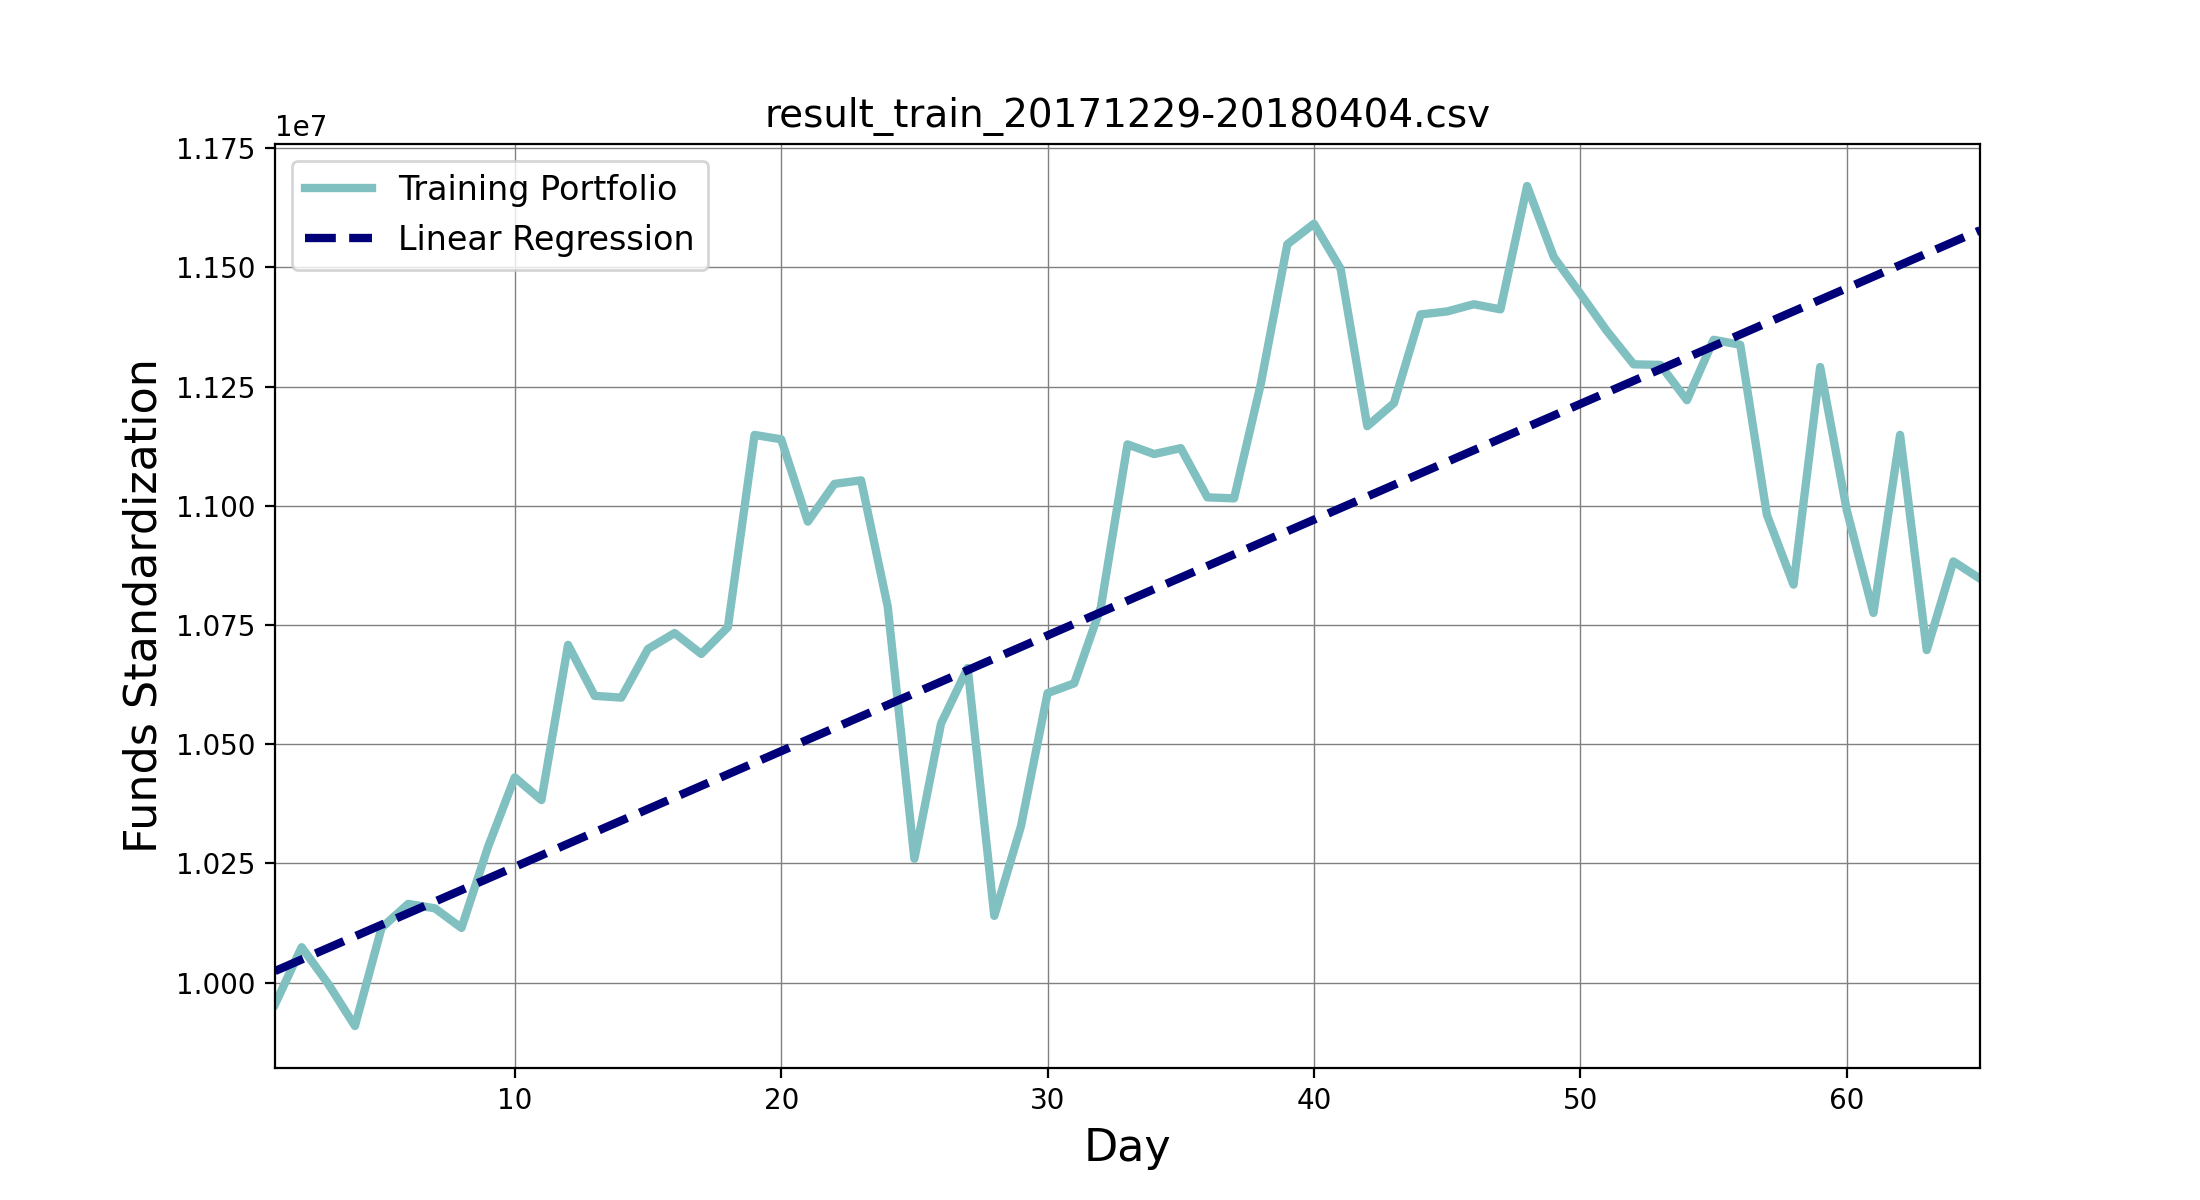 result_train_20171229-20180404.csv
1e7
1.175
1.150
1.125
1.100
1.075
1.050
1.025
1.000
Funds Standardization
Training Portfolio
Linear Regression
10 20 30 40 50 60
Day